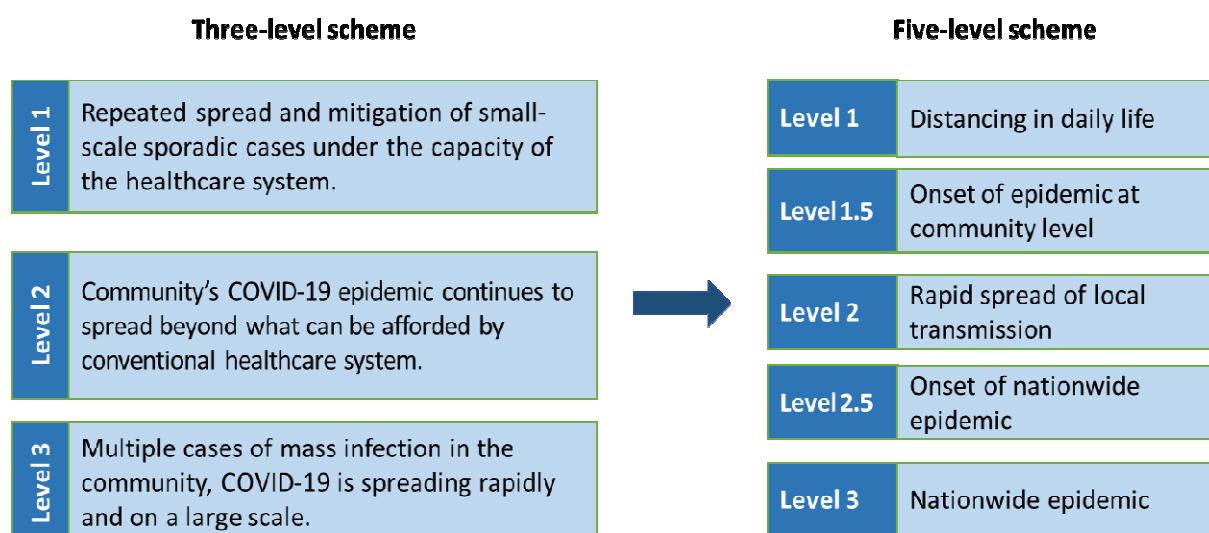 Three-level scheme
Level 1
Repeated spread and mitigation of small-
scale sporadic cases under the capacity of
the healthcare system.
Level 2
Community's COVID-19 epidemic continues to
spread beyond what can be afforded by
conventional healthcare system.
Level 3
Multiple cases of mass infection in the
community, COVID-19 is spreading rapidly
and on a large scale.
Five-level scheme
Level 1
Distancing in daily life
Level 1.5
Onset of epidemic at
community level
Level 2
Rapid spread of local
transmission
Level 2.5
Onset of nationwide
epidemic
Level 3
Nationwide epidemic